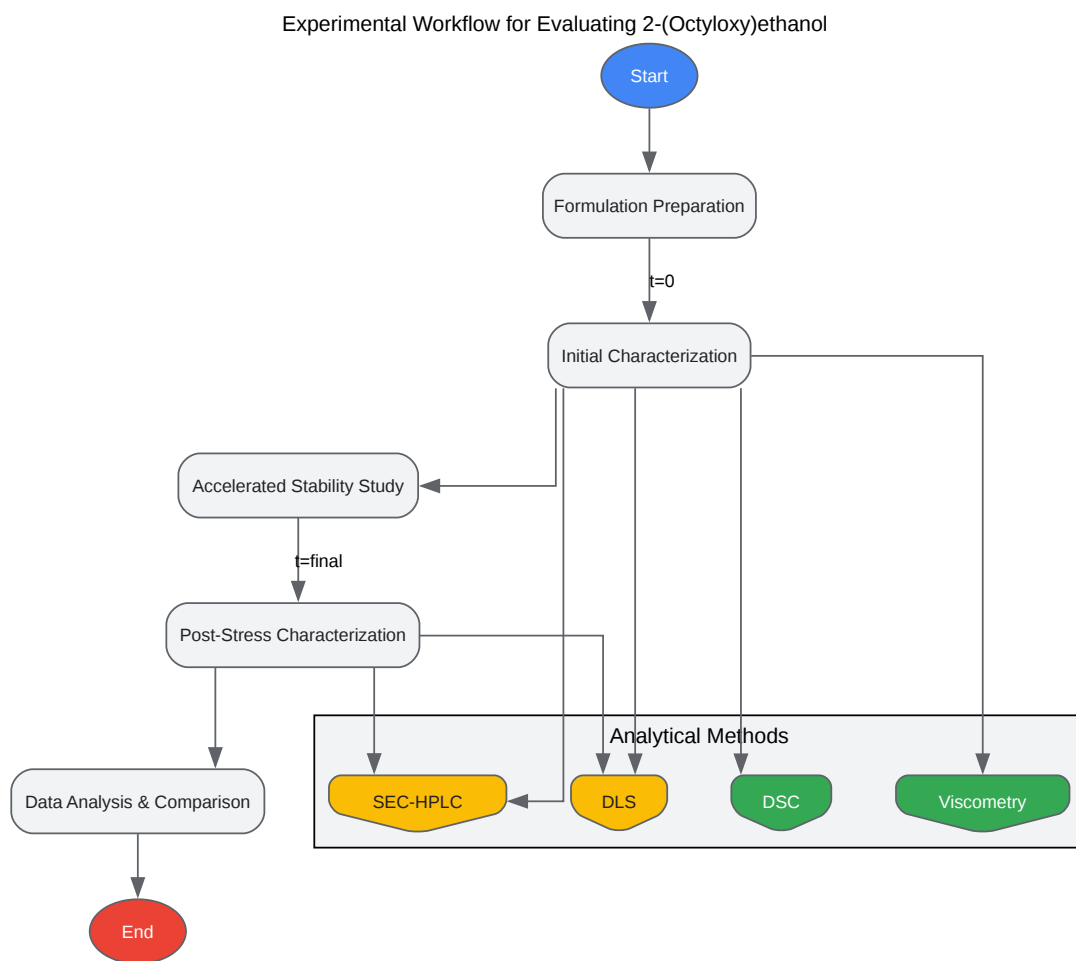 Experimental Workflow for Evaluating 2-(Octyloxy)ethanol
Start
Formulation Preparation
t=0
Initial Characterization
Accelerated Stability Study
t=final
Post-Stress Characterization
Analytical Methods
SEC-HPLC
DLS
DSC
Viscometry
Data Analysis & Comparison
End